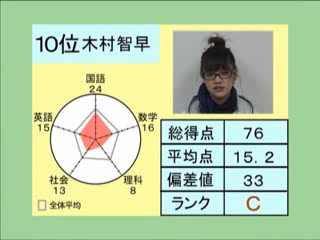 10位 木村智早
国語
24
英語
15
数学
16
社会
13
理科
8
全体平均
総得点 76
平均点 15.2
偏差値 33
ランク C